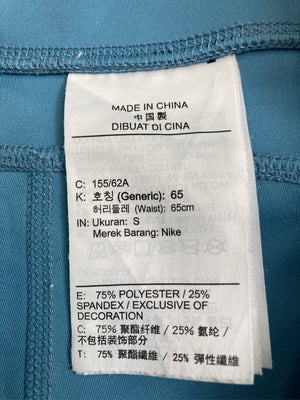 MADE IN CHINA
中国製
DIBUAT DI CINA
C: 155/62A
K: 호칭 (Generic): 65
허리둘레 (Waist): 65cm
IN: Ukuran: S
Merek Barang: Nike
E: 75% POLYESTER / 25%
SPANDEX / EXCLUSIVE OF
DECORATION
C: 75% 聚酯纤维 / 25% 氨纶 /
不包括装饰部分
T: 75% 聚酯纖維 / 25% 彈性纖維